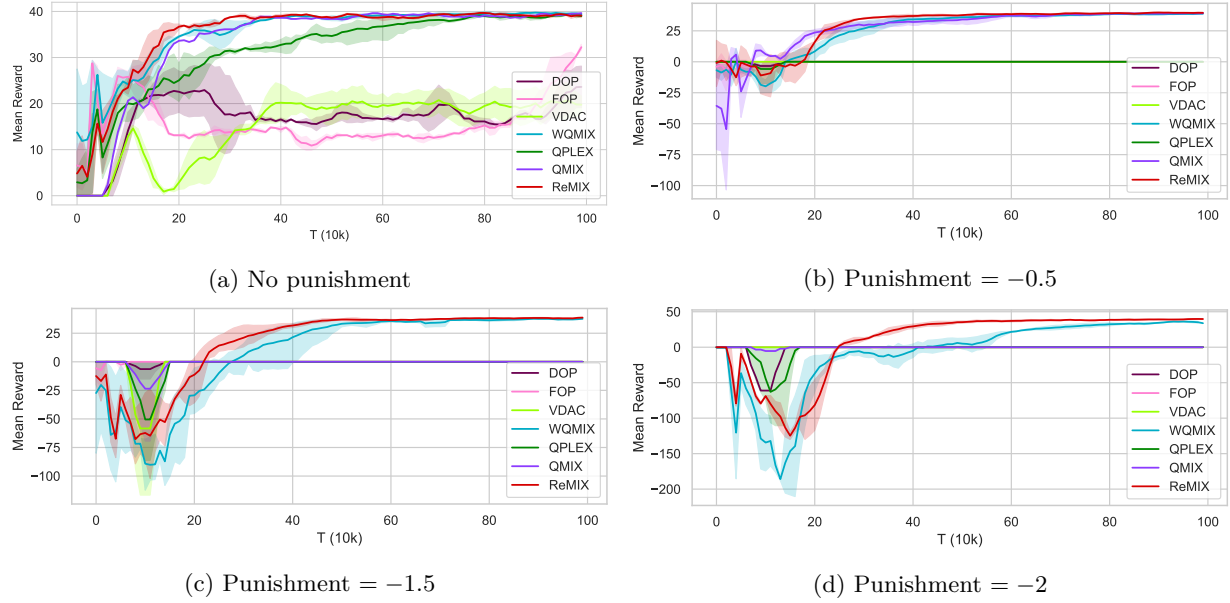 40
30
20
10
0
Mean Reward
DOP
FOP
VDAC
WQMIX
QPLEX
QMIX
ReMIX
0 20 40 60 80 100
T (10k)
(a) No punishment
25
0
−25
−50
−75
−100
Mean Reward
DOP
FOP
VDAC
WQMIX
QPLEX
QMIX
ReMIX
0 20 40 60 80 100
T (10k)
(b) Punishment = −0.5
25
0
−25
−50
−75
−100
Mean Reward
DOP
FOP
VDAC
WQMIX
QPLEX
QMIX
ReMIX
0 20 40 60 80 100
T (10k)
(c) Punishment = −1.5
50
0
−50
−100
−150
−200
Mean Reward
DOP
FOP
VDAC
WQMIX
QPLEX
QMIX
ReMIX
0 20 40 60 80 100
T (10k)
(d) Punishment = −2